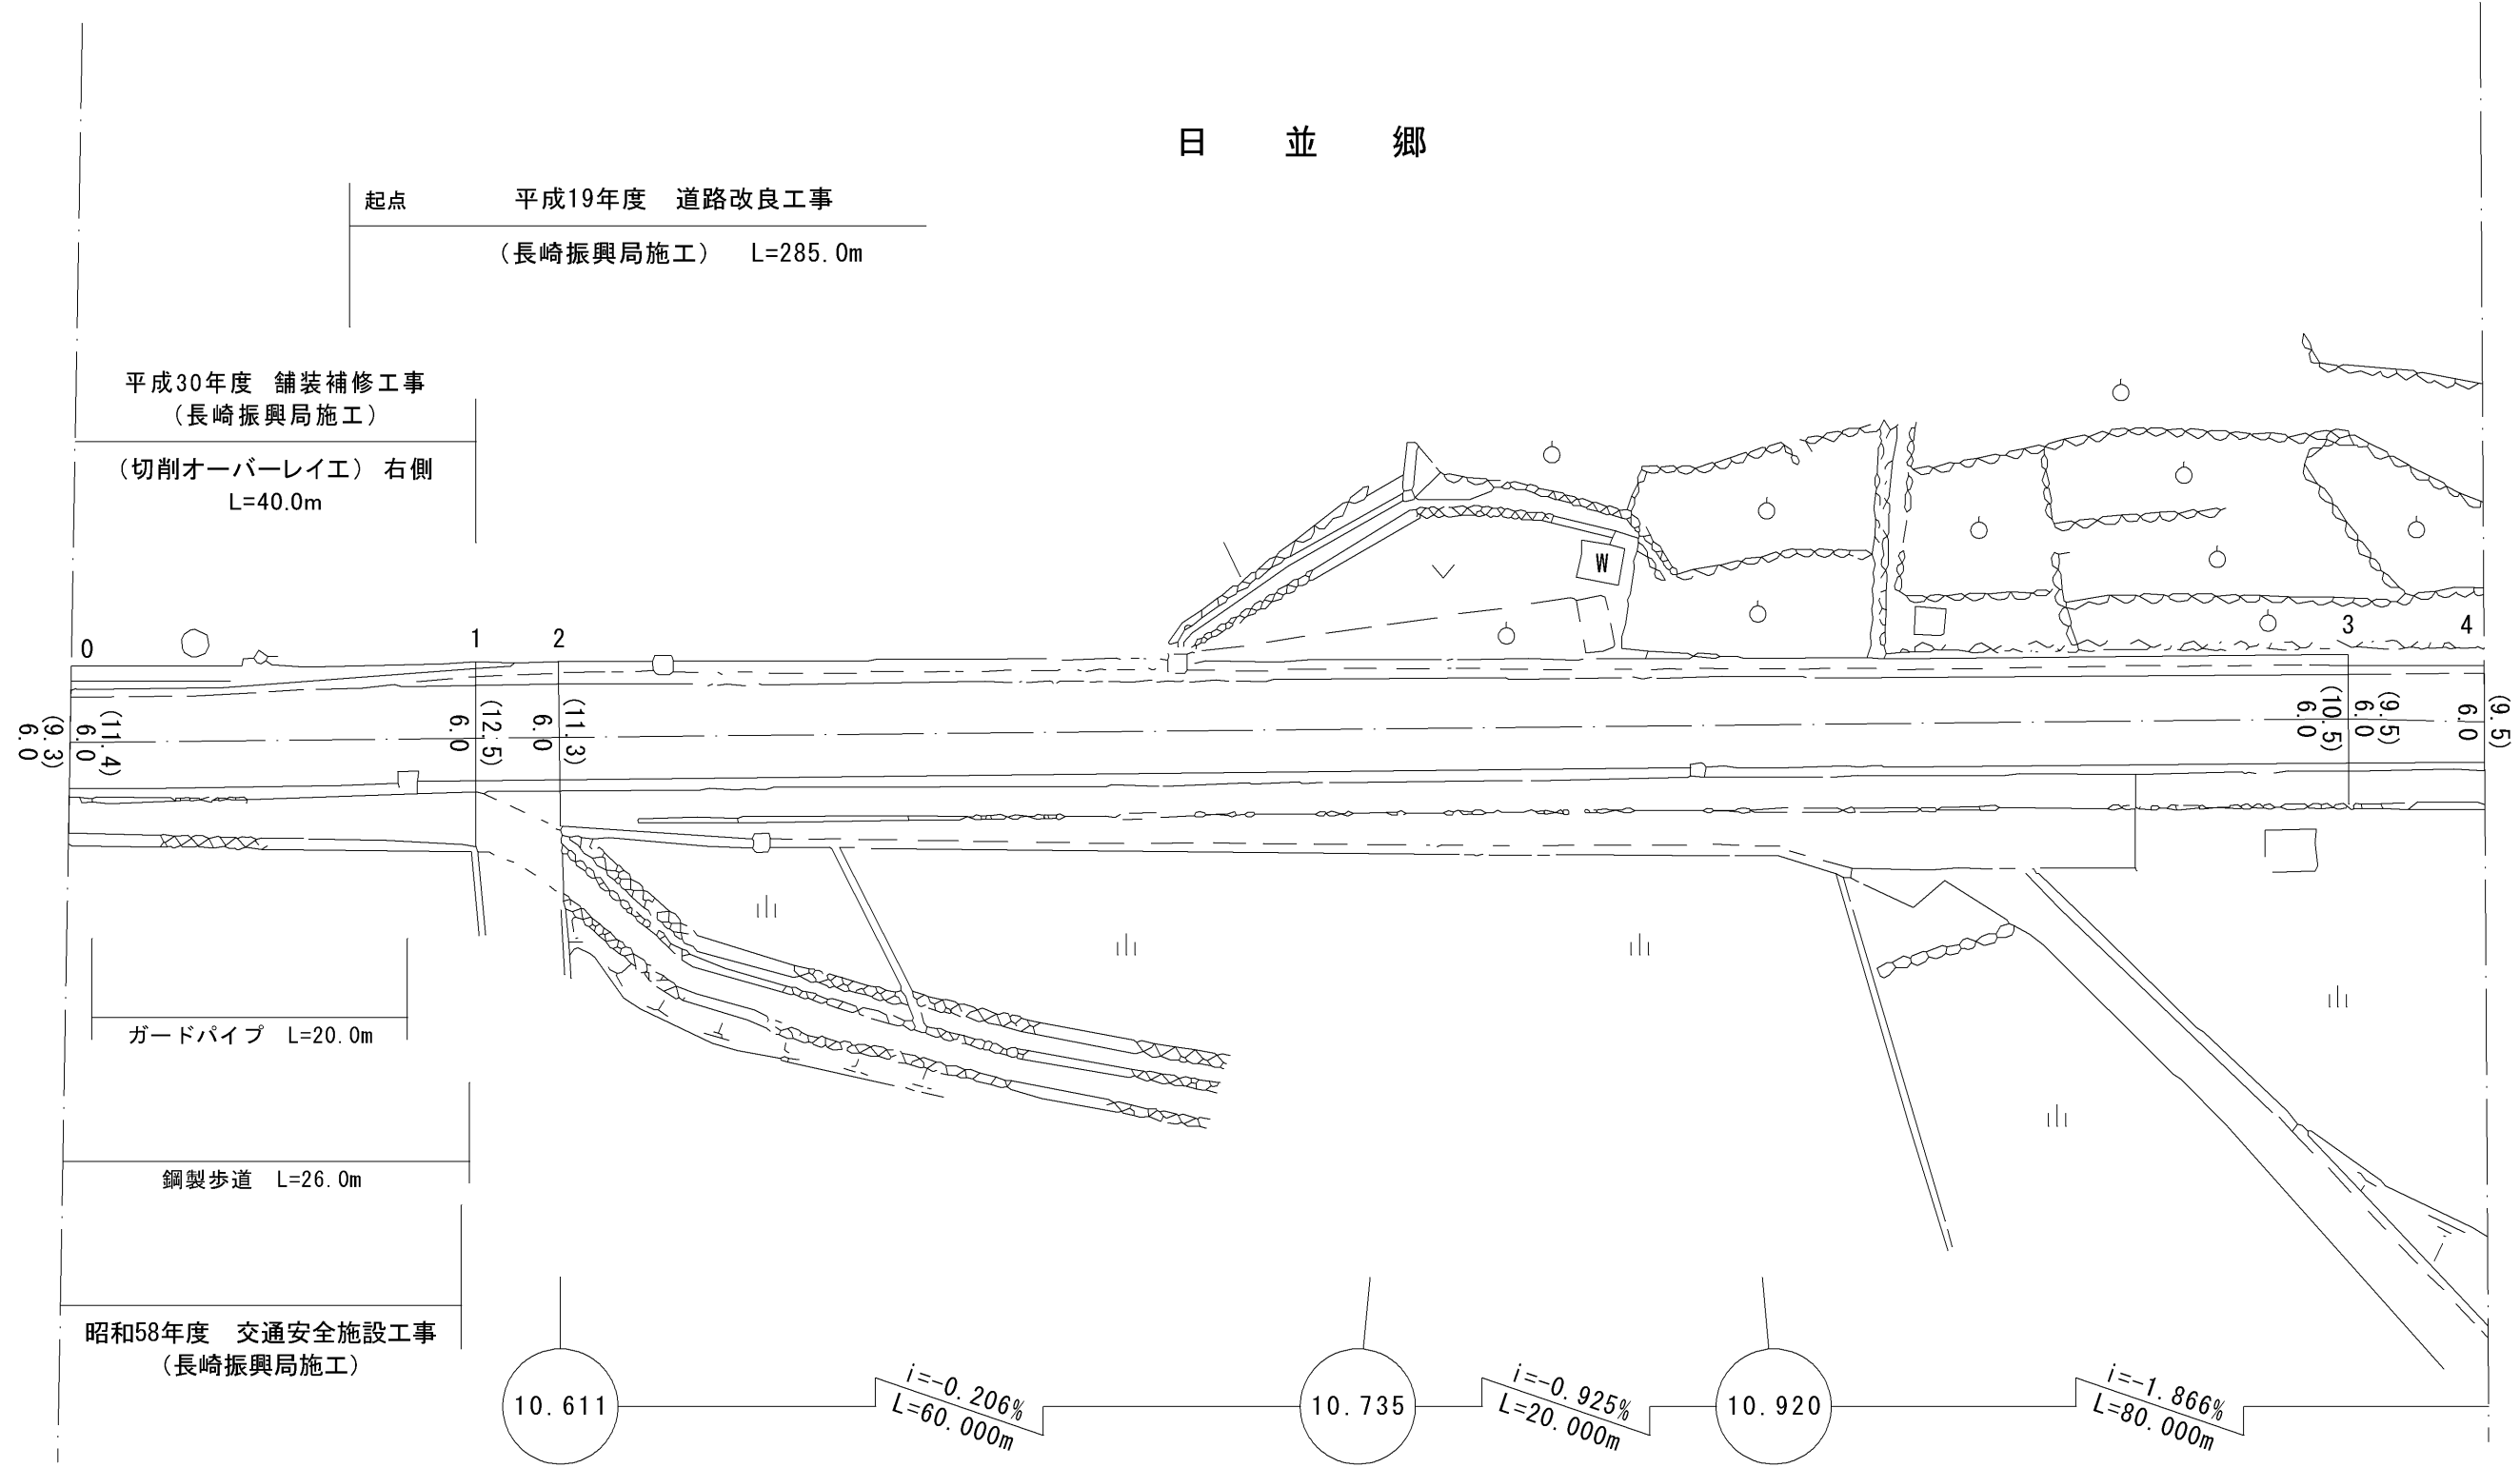 日 並 郷
起点 平成19年度 道路改良工事
（長崎振興局施工） L=285.0m
平成30年度 舗装補修工事
（長崎振興局施工）
（切削オーバーレイ工） 右側
L=40.0m
W
0
1
2
3
4
(9.3)
6.0
(11.4)
6.0
(12.5)
6.0
(11.3)
6.0
(10.5)
6.0
(9.5)
6.0
(9.5)
6.0
ガードパイプ L=20.0m
鋼製歩道 L=26.0m
昭和58年度 交通安全施設工事
（長崎振興局施工）
10.611
i=-0.206%
L=60.000m
10.735
i=-0.925%
L=20.000m
10.920
i=-1.866%
L=80.000m